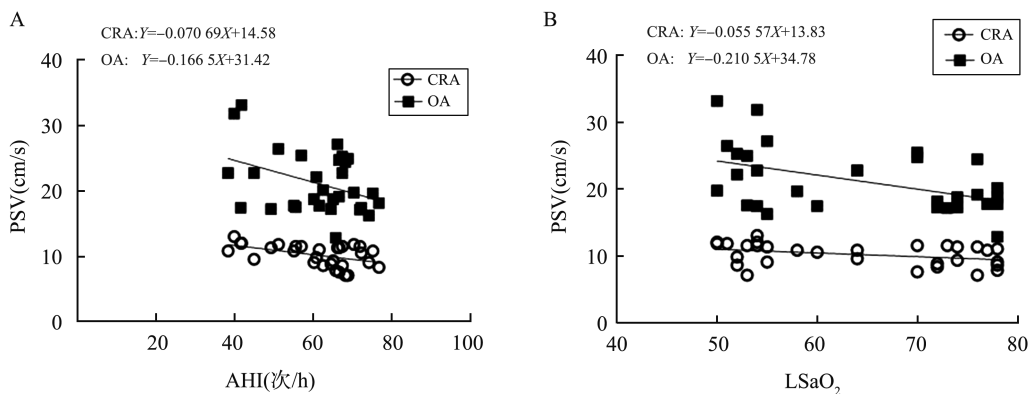 A
CRA:Y=−0.070 69X+14.58
OA: Y=−0.166 5X+31.42
CRA
OA
PSV(cm/s)
40
30
20
10
0
20 40 60 80 100
AHI(次/h)
B
CRA: Y=−0.055 57X+13.83
OA: Y=−0.210 5X+34.78
CRA
OA
PSV(cm/s)
40
30
20
10
0
40 50 60 70 80
LSaO2